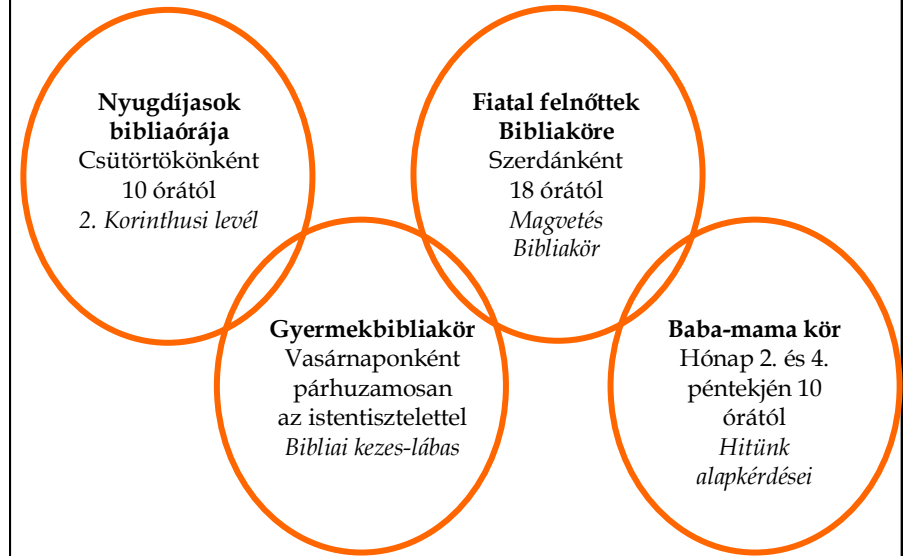 Nyugdíjasok
bibliaórája
Csütörtökönként
10 órától
2. Korinthusi levél
Fiatal felnőttek
Bibliaköre
Szerdánként
18 órától
Magvetés
Bibliakör
Gyermekbibliakör
Vasárnaponként
párhuzamosan
az istentisztelettel
Bibliai kezes-lábas
Baba-mama kör
Hónap 2. és 4.
péntekjén 10
órától
Hitünk
alapkérdései